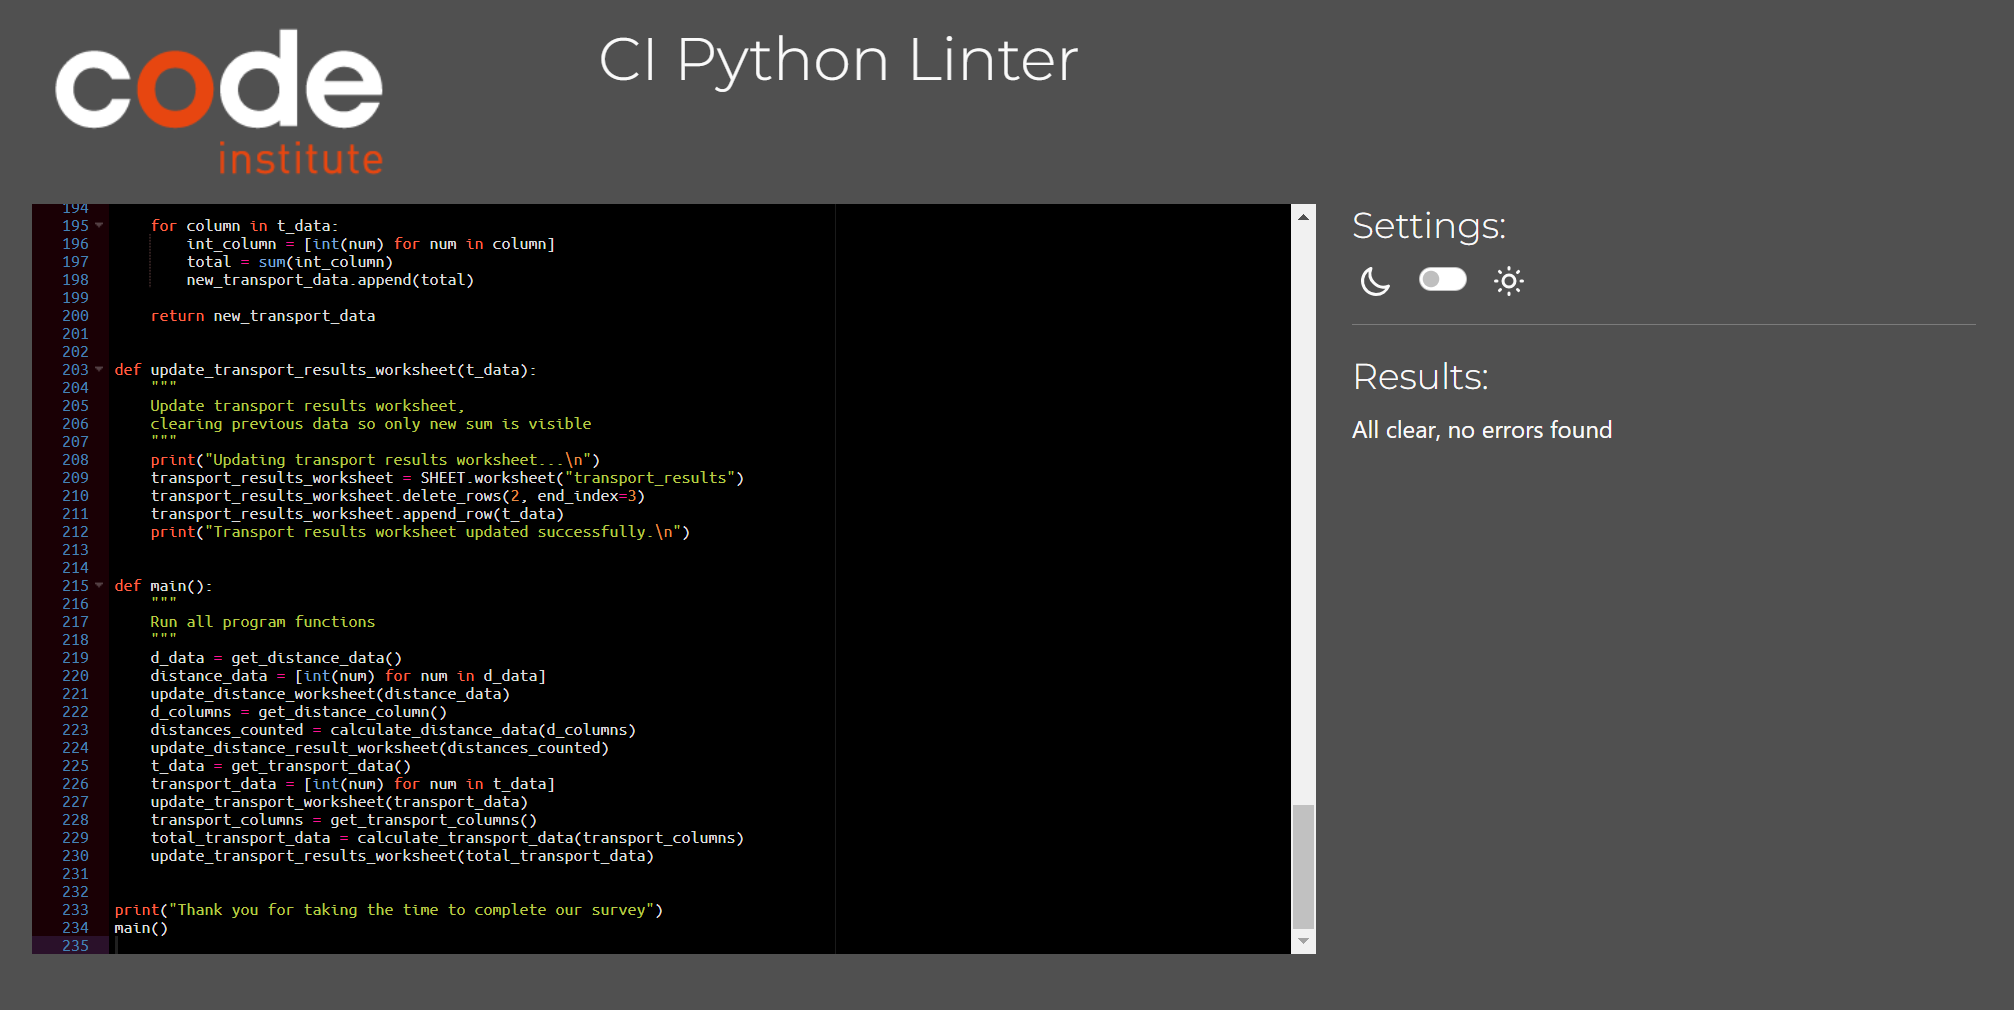 code
institute
CI Python Linter
194
195 for column in t_data:
196 int_column = [int(num) for num in column]
197 total = sum(int_column)
198 new_transport_data.append(total)
199
200 return new_transport_data
201
202
203 def update_transport_results_worksheet(t_data):
204 """
205 Update transport results worksheet,
206 clearing previous data so only new sum is visible
207 """
208 print("Updating transport results worksheet...\n")
209 transport_results_worksheet = SHEET.worksheet("transport_results")
210 transport_results_worksheet.delete_rows(2, end_index=3)
211 transport_results_worksheet.append_row(t_data)
212 print("Transport results worksheet updated successfully.\n")
213
214
215 def main():
216 """
217 Run all program functions
218 """
219 d_data = get_distance_data()
220 distance_data = [int(num) for num in d_data]
221 update_distance_worksheet(distance_data)
222 d_columns = get_distance_column()
223 distances_counted = calculate_distance_data(d_columns)
224 update_distance_result_worksheet(distances_counted)
225 t_data = get_transport_data()
226 transport_data = [int(num) for num in t_data]
227 update_transport_worksheet(transport_data)
228 transport_columns = get_transport_columns()
229 total_transport_data = calculate_transport_data(transport_columns)
230 update_transport_results_worksheet(total_transport_data)
231
232
233 print("Thank you for taking the time to complete our survey")
234 main()
235
Settings:
Results:
All clear, no errors found